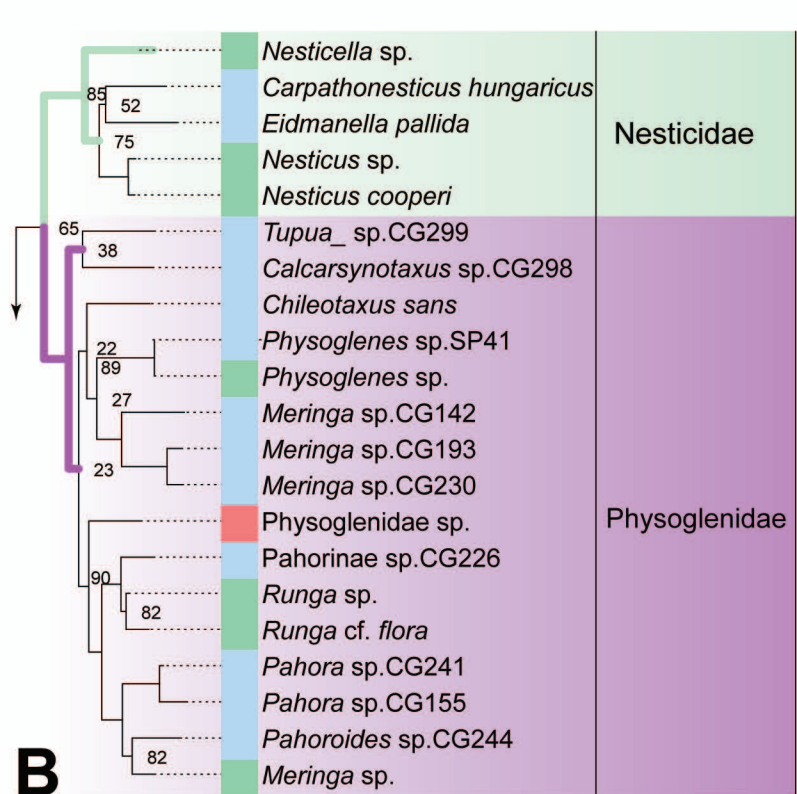 Nesticella sp.
85
Carpathonesticus hungaricus
52
Eidmanella pallida
Nesticidae
75
Nesticus sp.
Nesticus cooperi
65
Tupua_ sp.CG299
38
Calcarsynotaxus sp.CG298
Chileotaxus sans
22
Physoglenes sp.SP41
89
Physoglenes sp.
27
Meringa sp.CG142
Meringa sp.CG193
23
Meringa sp.CG230
Physoglenidae sp.
Physoglenidae
Pahorinae sp.CG226
90
Runga sp.
82
Runga cf. flora
Pahora sp.CG241
Pahora sp.CG155
Pahoroides sp.CG244
82
Meringa sp.
B